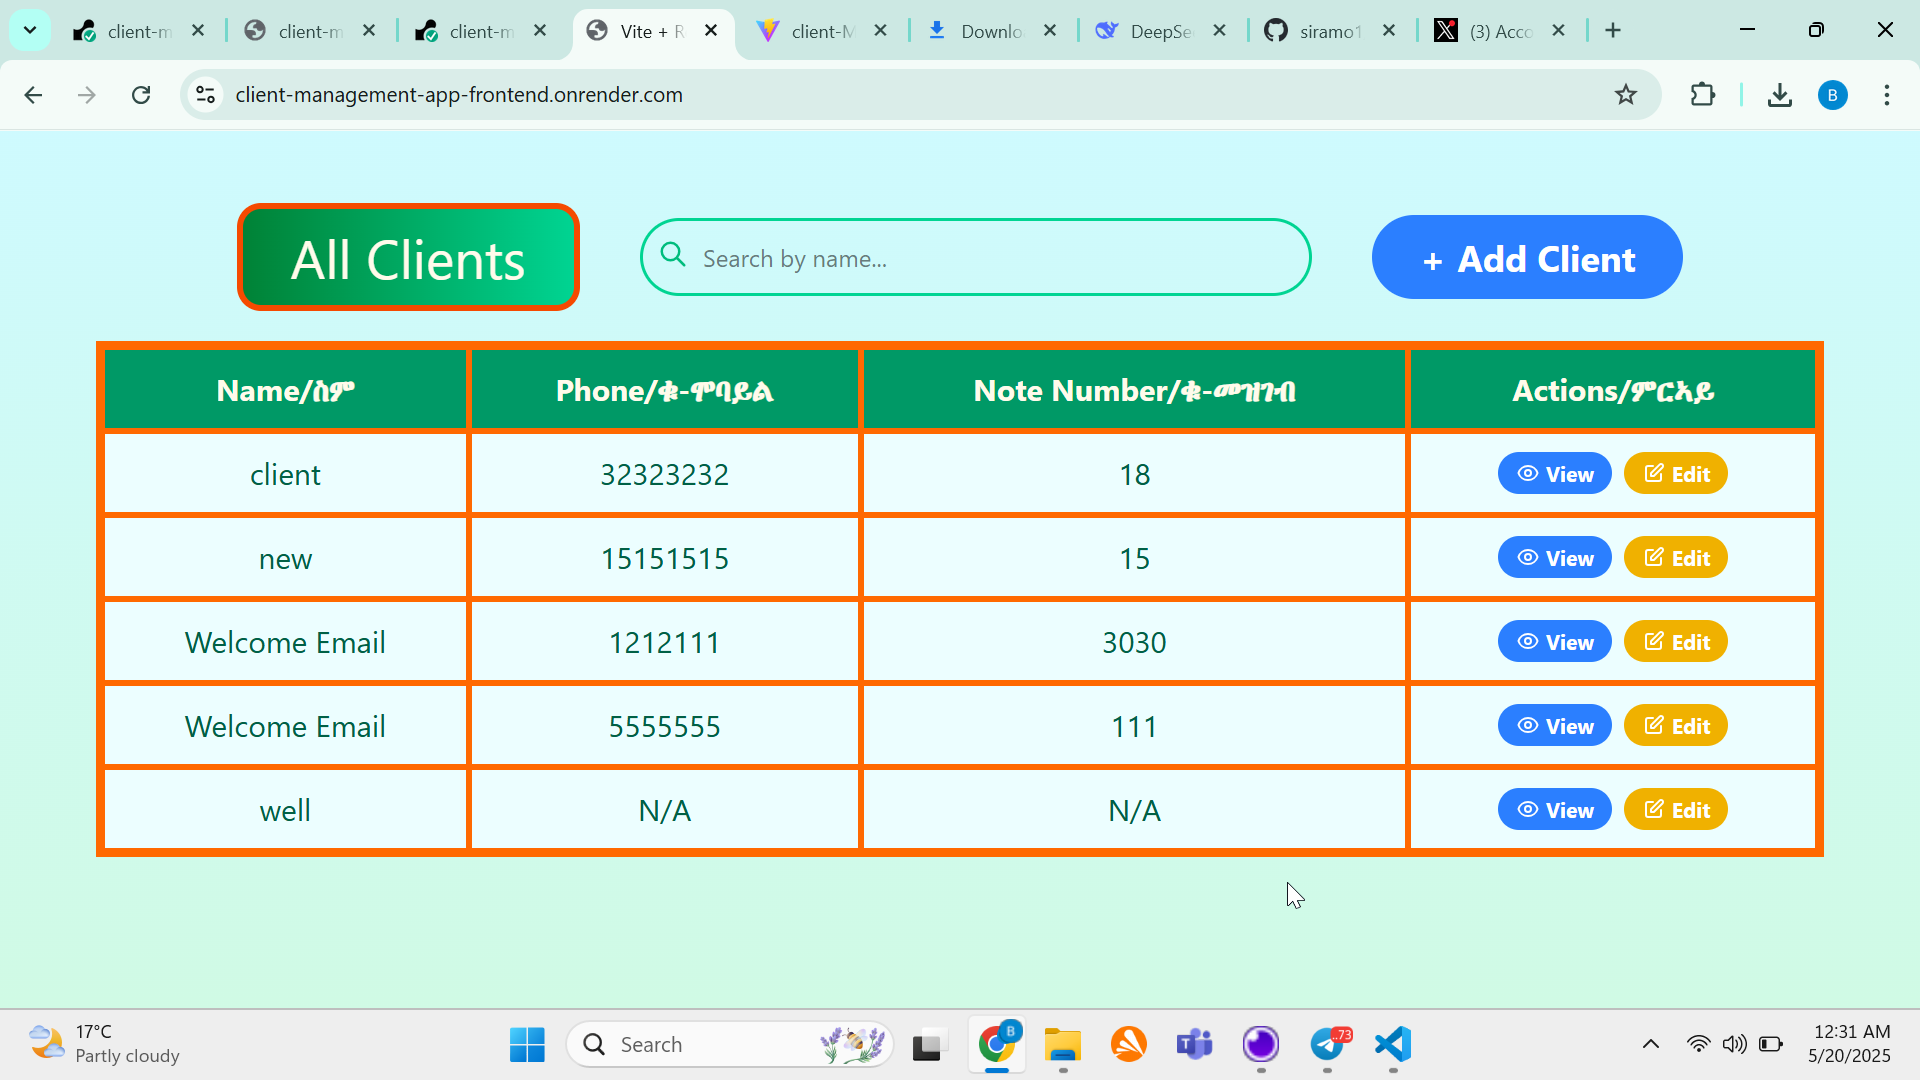 client-m
client-m
client-m
Vite + R
client-M
Downlo
DeepSe
siramo1
(3) Acco
client-management-app-frontend.onrender.com
B
All Clients
Search by name...
+ Add Client
Name/ስም Phone/ቁ-ሞባይል Note Number/ቁ-መዝገብ Actions/ምርኣይ
client 32323232 18 View Edit
new 15151515 15 View Edit
Welcome Email 1212111 3030 View Edit
Welcome Email 5555555 111 View Edit
well N/A N/A View Edit
17°C
Partly cloudy
Search
B
..73
12:31 AM
5/20/2025